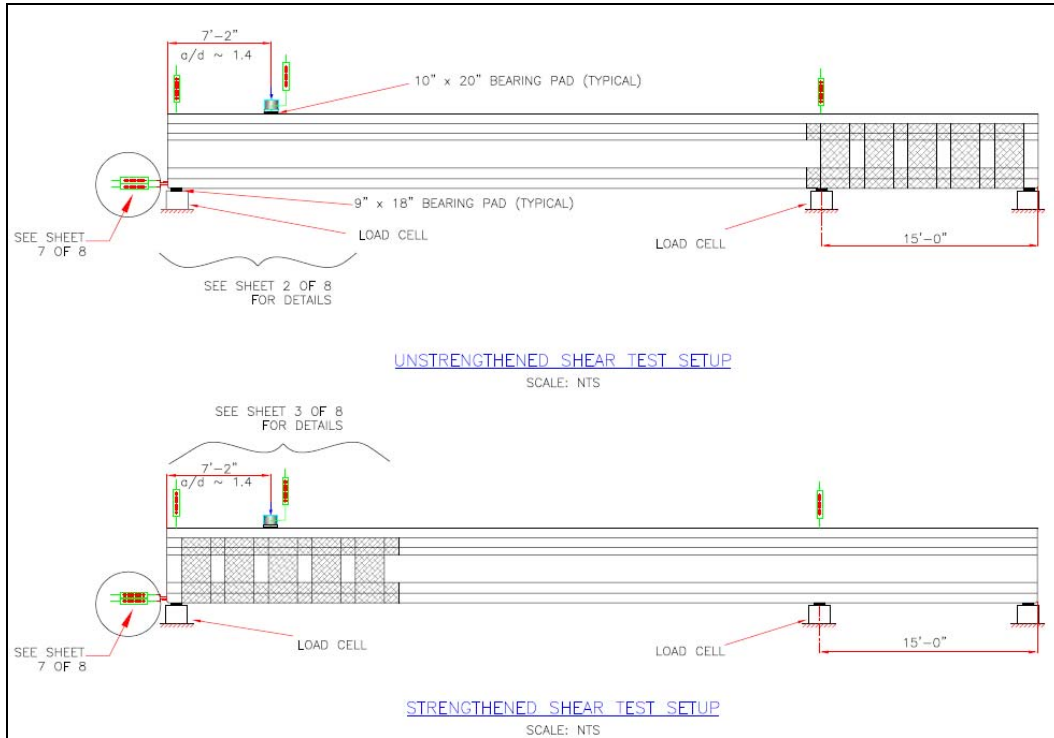 7'-2"
a/d ~ 1.4
10" x 20" BEARING PAD (TYPICAL)
9" x 18" BEARING PAD (TYPICAL)
SEE SHEET
7 OF 8
LOAD CELL
LOAD CELL
15'-0"
SEE SHEET 2 OF 8
FOR DETAILS
UNSTRENGTHENED SHEAR TEST SETUP
SCALE: NTS
SEE SHEET 3 OF 8
FOR DETAILS
7'-2"
a/d ~ 1.4
SEE SHEET
7 OF 8
LOAD CELL
LOAD CELL
15'-0"
STRENGTHENED SHEAR TEST SETUP
SCALE: NTS